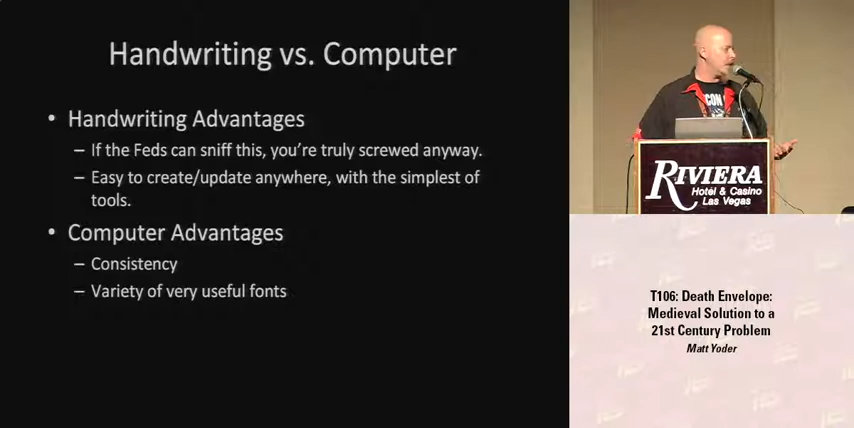 Handwriting vs. Computer
• Handwriting Advantages
– If the Feds can sniff this, you're truly screwed anyway.
– Easy to create/update anywhere, with the simplest of
tools.
• Computer Advantages
– Consistency
– Variety of very useful fonts
CON
RIVIERA
Hotel & Casino
Las Vegas
T106: Death Envelope:
Medieval Solution to a
21st Century Problem
Matt Yoder